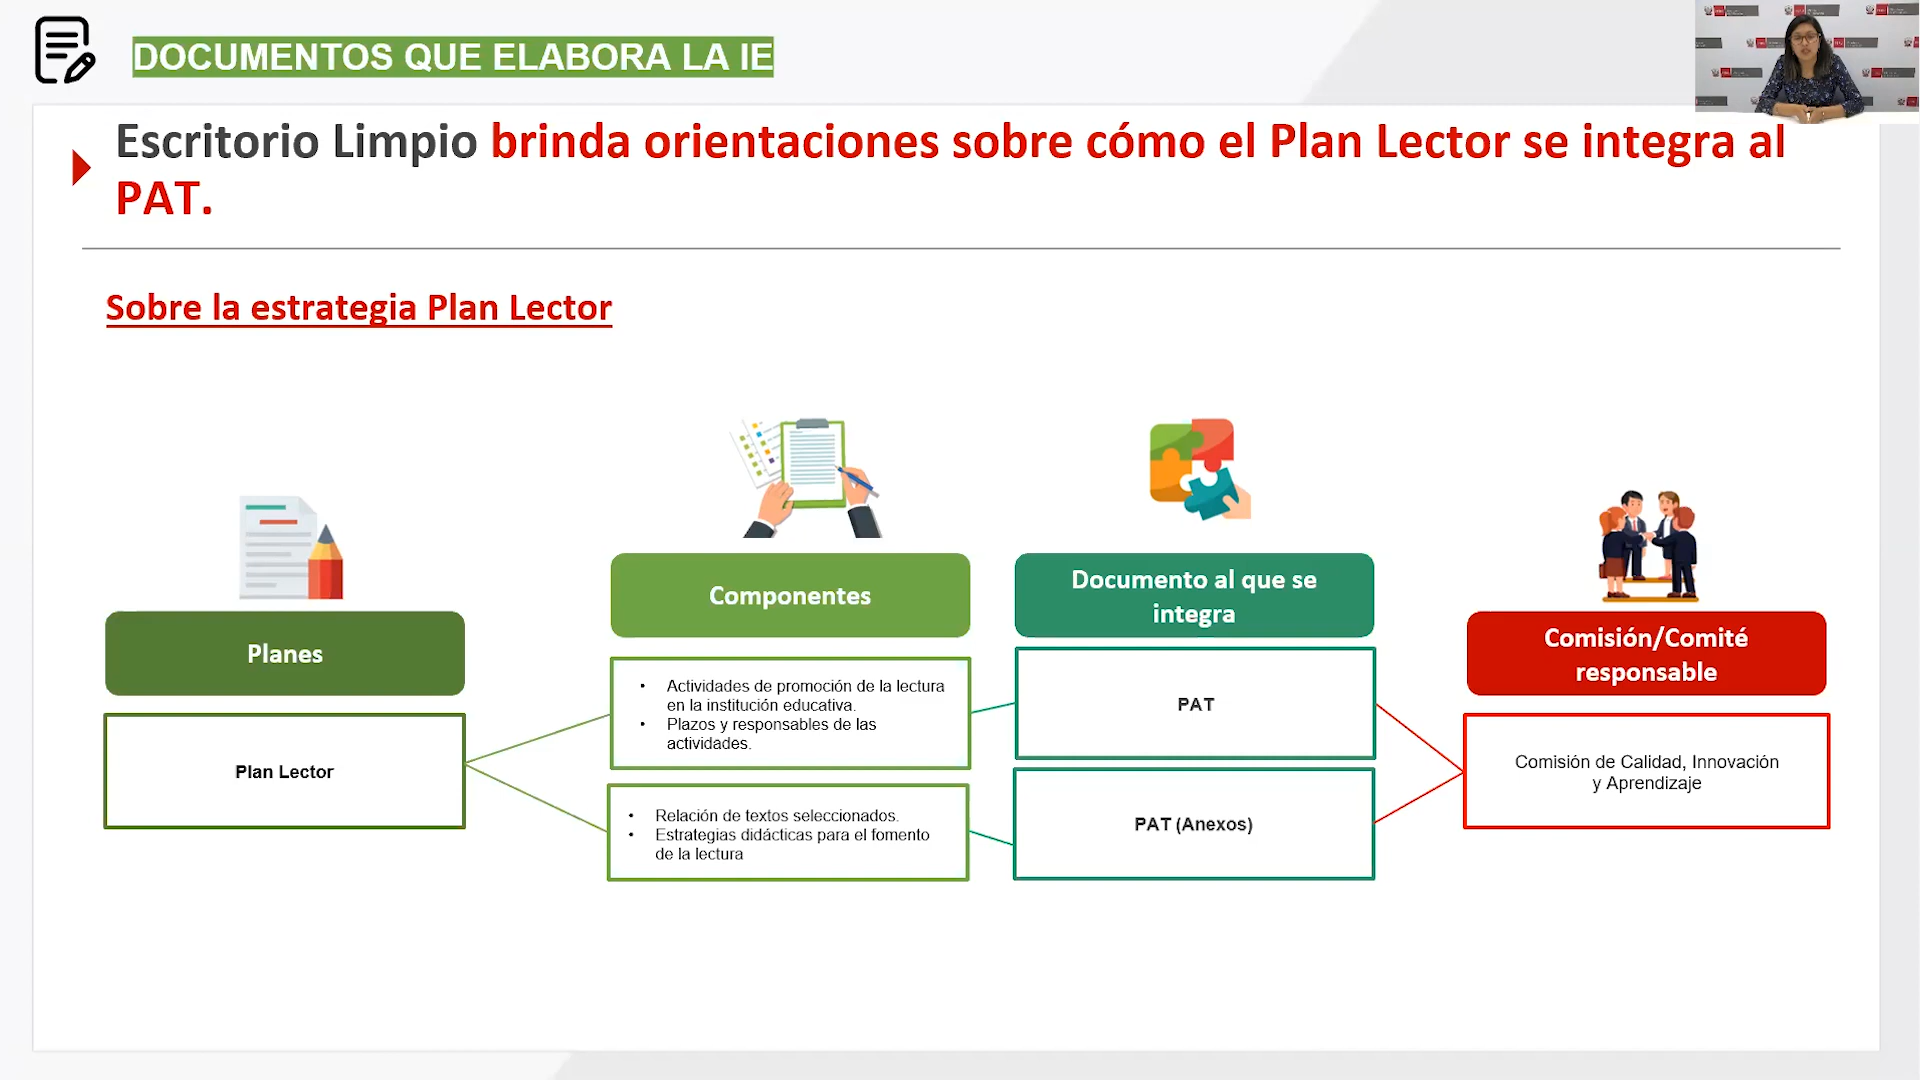 DOCUMENTOS QUE ELABORA LA IE
Escritorio Limpio brinda orientaciones sobre cómo el Plan Lector se integra al
PAT.
Sobre la estrategia Plan Lector
Planes
Plan Lector
Componentes
• Actividades de promoción de la lectura
en la institución educativa.
• Plazos y responsables de las
actividades.
• Relación de textos seleccionados.
• Estrategias didácticas para el fomento
de la lectura
Documento al que se
integra
PAT
PAT (Anexos)
Comisión/Comité
responsable
Comisión de Calidad, Innovación
y Aprendizaje